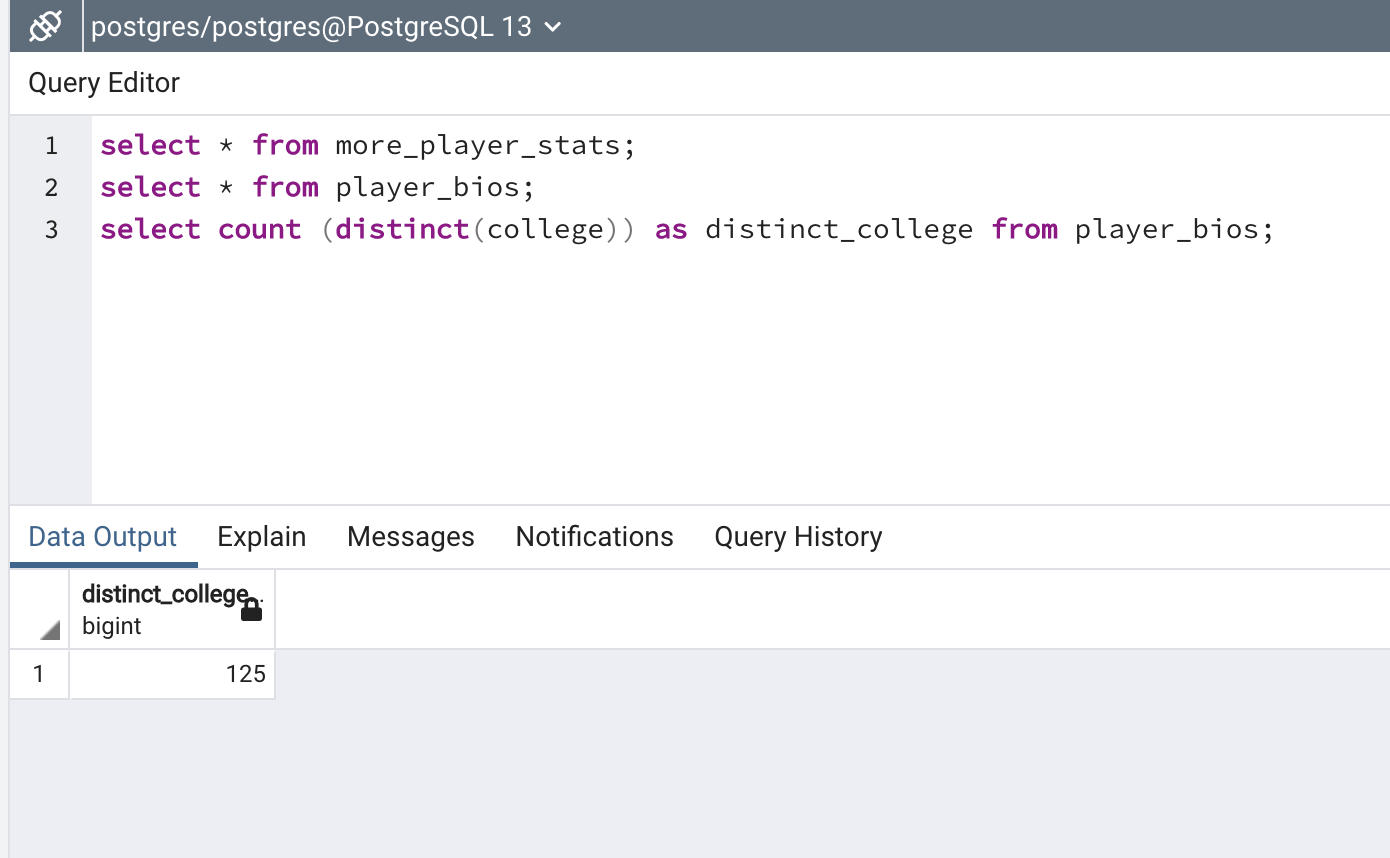 postgres/postgres@PostgreSQL 13
Query Editor
1 select * from more_player_stats;
2 select * from player_bios;
3 select count (distinct(college)) as distinct_college from player_bios;
Data Output Explain Messages Notifications Query History
distinct_college..
bigint
1 125